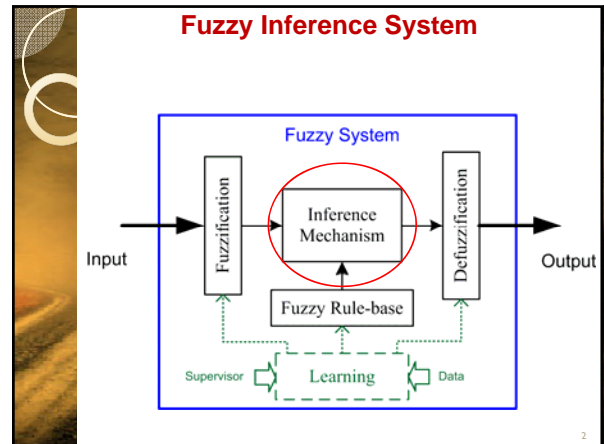 Fuzzy Inference System
Fuzzy System
Fuzzification
Inference
Mechanism
Defuzzification
Input
Output
Fuzzy Rule-base
Supervisor
Learning
Data
2